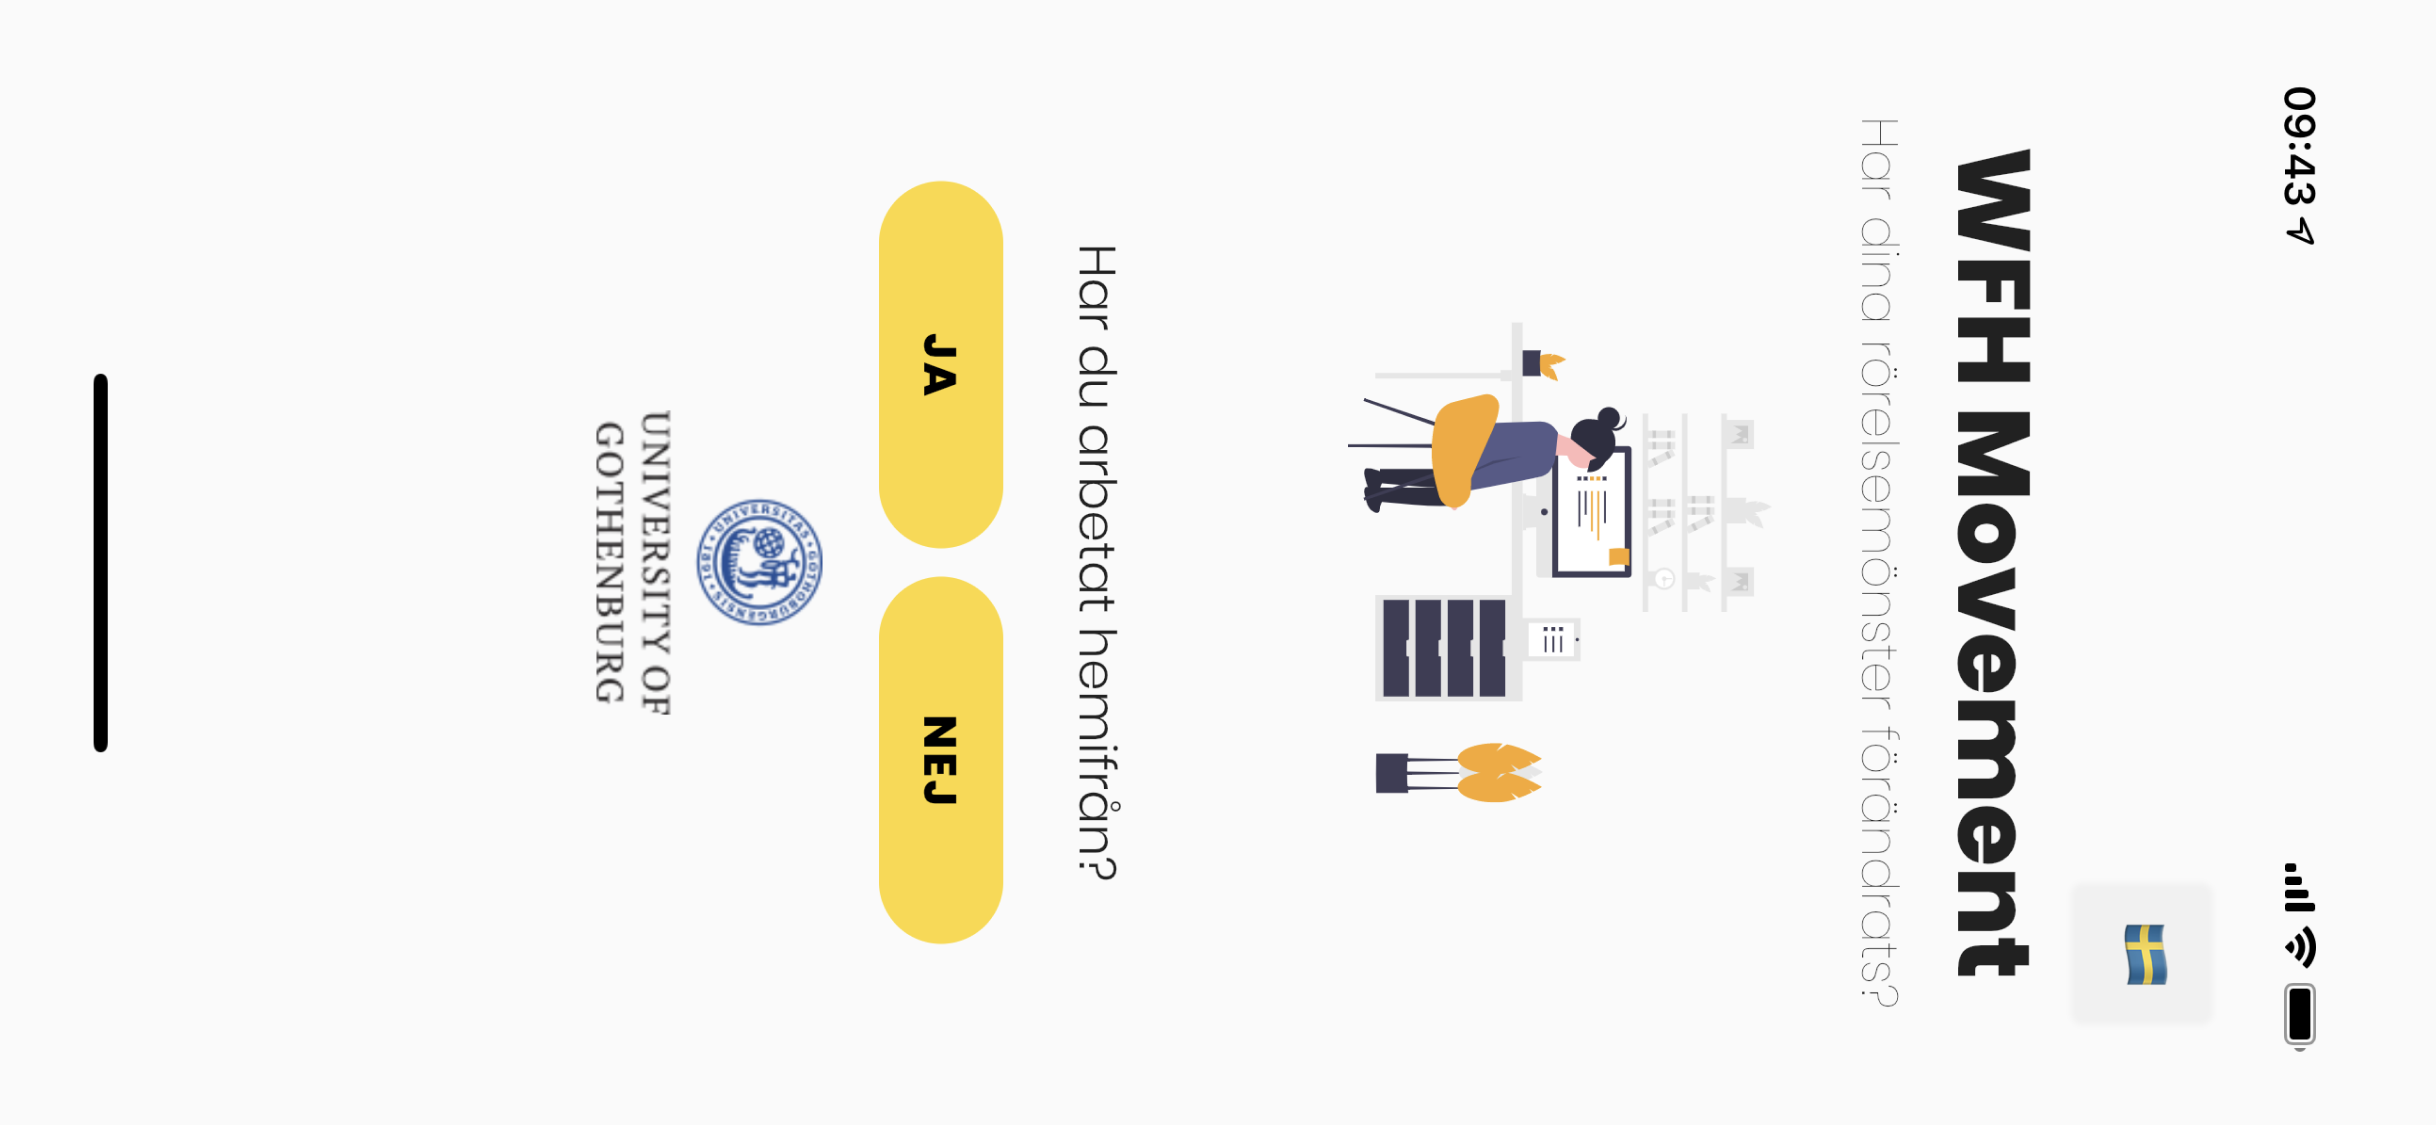 09:43
WFH Movement
Har dina rörelsemönster förändrats?
Har du arbetat hemifrån?
JA
NEJ
UNIVERSITAS · GOTHOBURGENSIS · 1891 ·
UNIVERSITY OF
GOTHENBURG